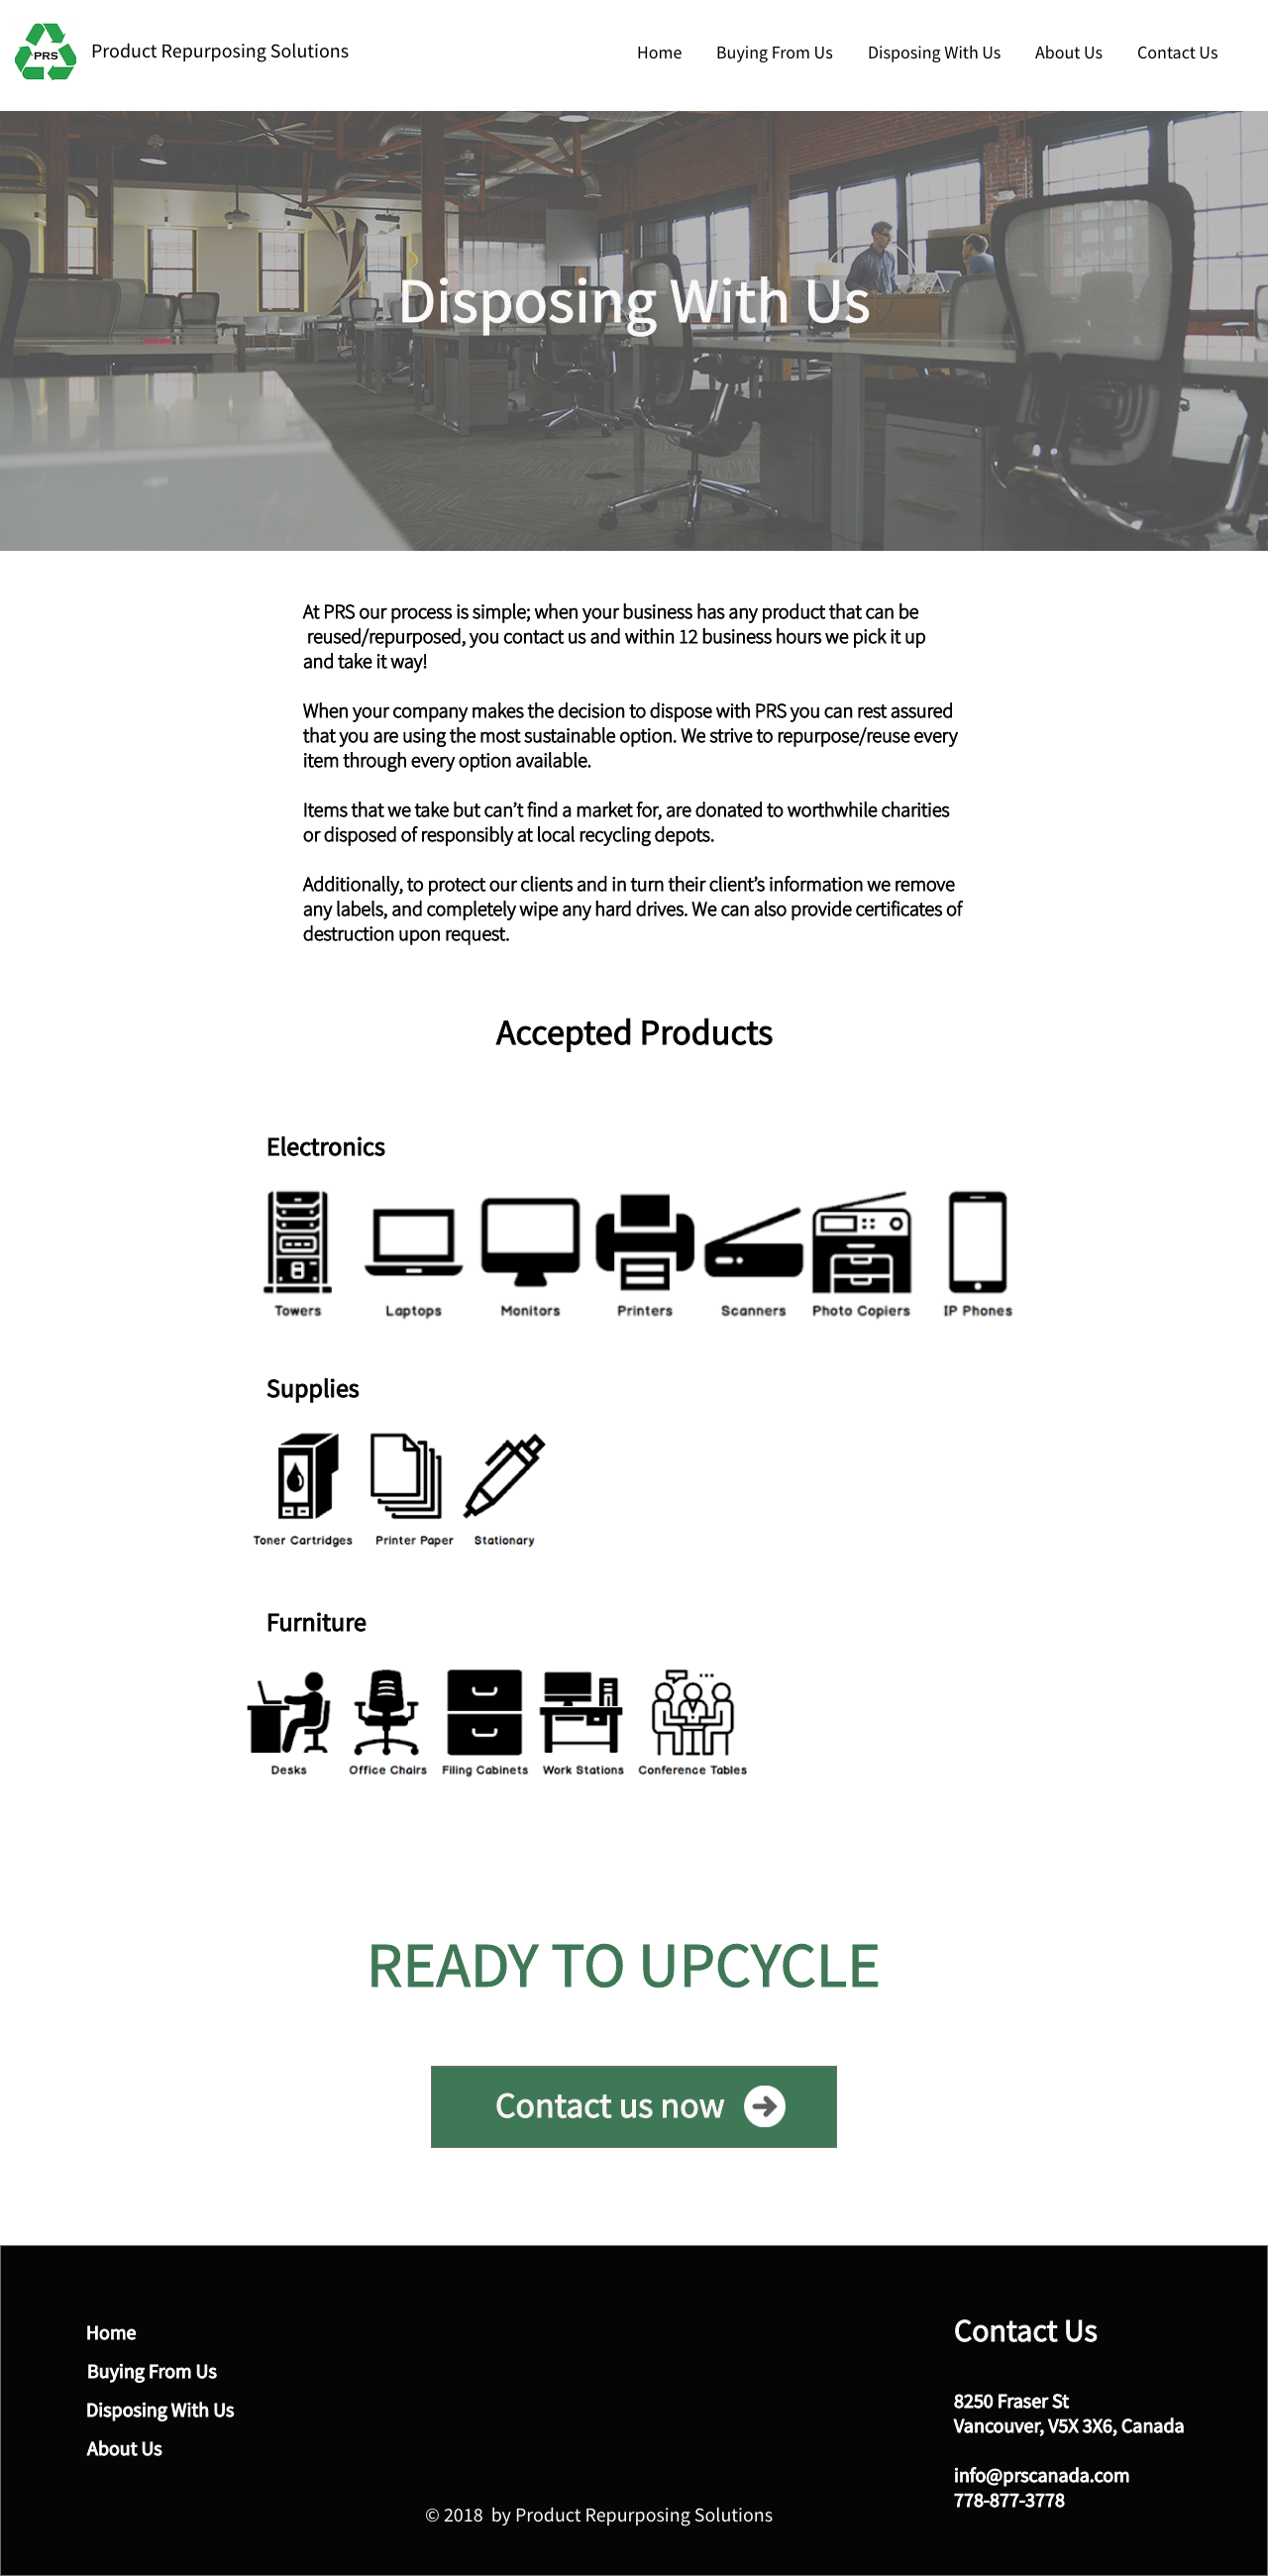 PRS
Product Repurposing Solutions
Home
Buying From Us
Disposing With Us
About Us
Contact Us
Disposing With Us
At PRS our process is simple; when your business has any product that can be
reused/repurposed, you contact us and within 12 business hours we pick it up
and take it way!
When your company makes the decision to dispose with PRS you can rest assured
that you are using the most sustainable option. We strive to repurpose/reuse every
item through every option available.
Items that we take but can’t find a market for, are donated to worthwhile charities
or disposed of responsibly at local recycling depots.
Additionally, to protect our clients and in turn their client’s information we remove
any labels, and completely wipe any hard drives. We can also provide certificates of
destruction upon request.
Accepted Products
Electronics
Towers
Laptops
Monitors
Printers
Scanners
Photo Copiers
IP Phones
Supplies
Toner Cartridges
Printer Paper
Stationary
Furniture
Desks
Office Chairs
Filing Cabinets
Work Stations
Conference Tables
READY TO UPCYCLE
Contact us now
Home
Buying From Us
Disposing With Us
About Us
Contact Us
8250 Fraser St
Vancouver, V5X 3X6, Canada
info@prscanada.com
778-877-3778
© 2018 by Product Repurposing Solutions